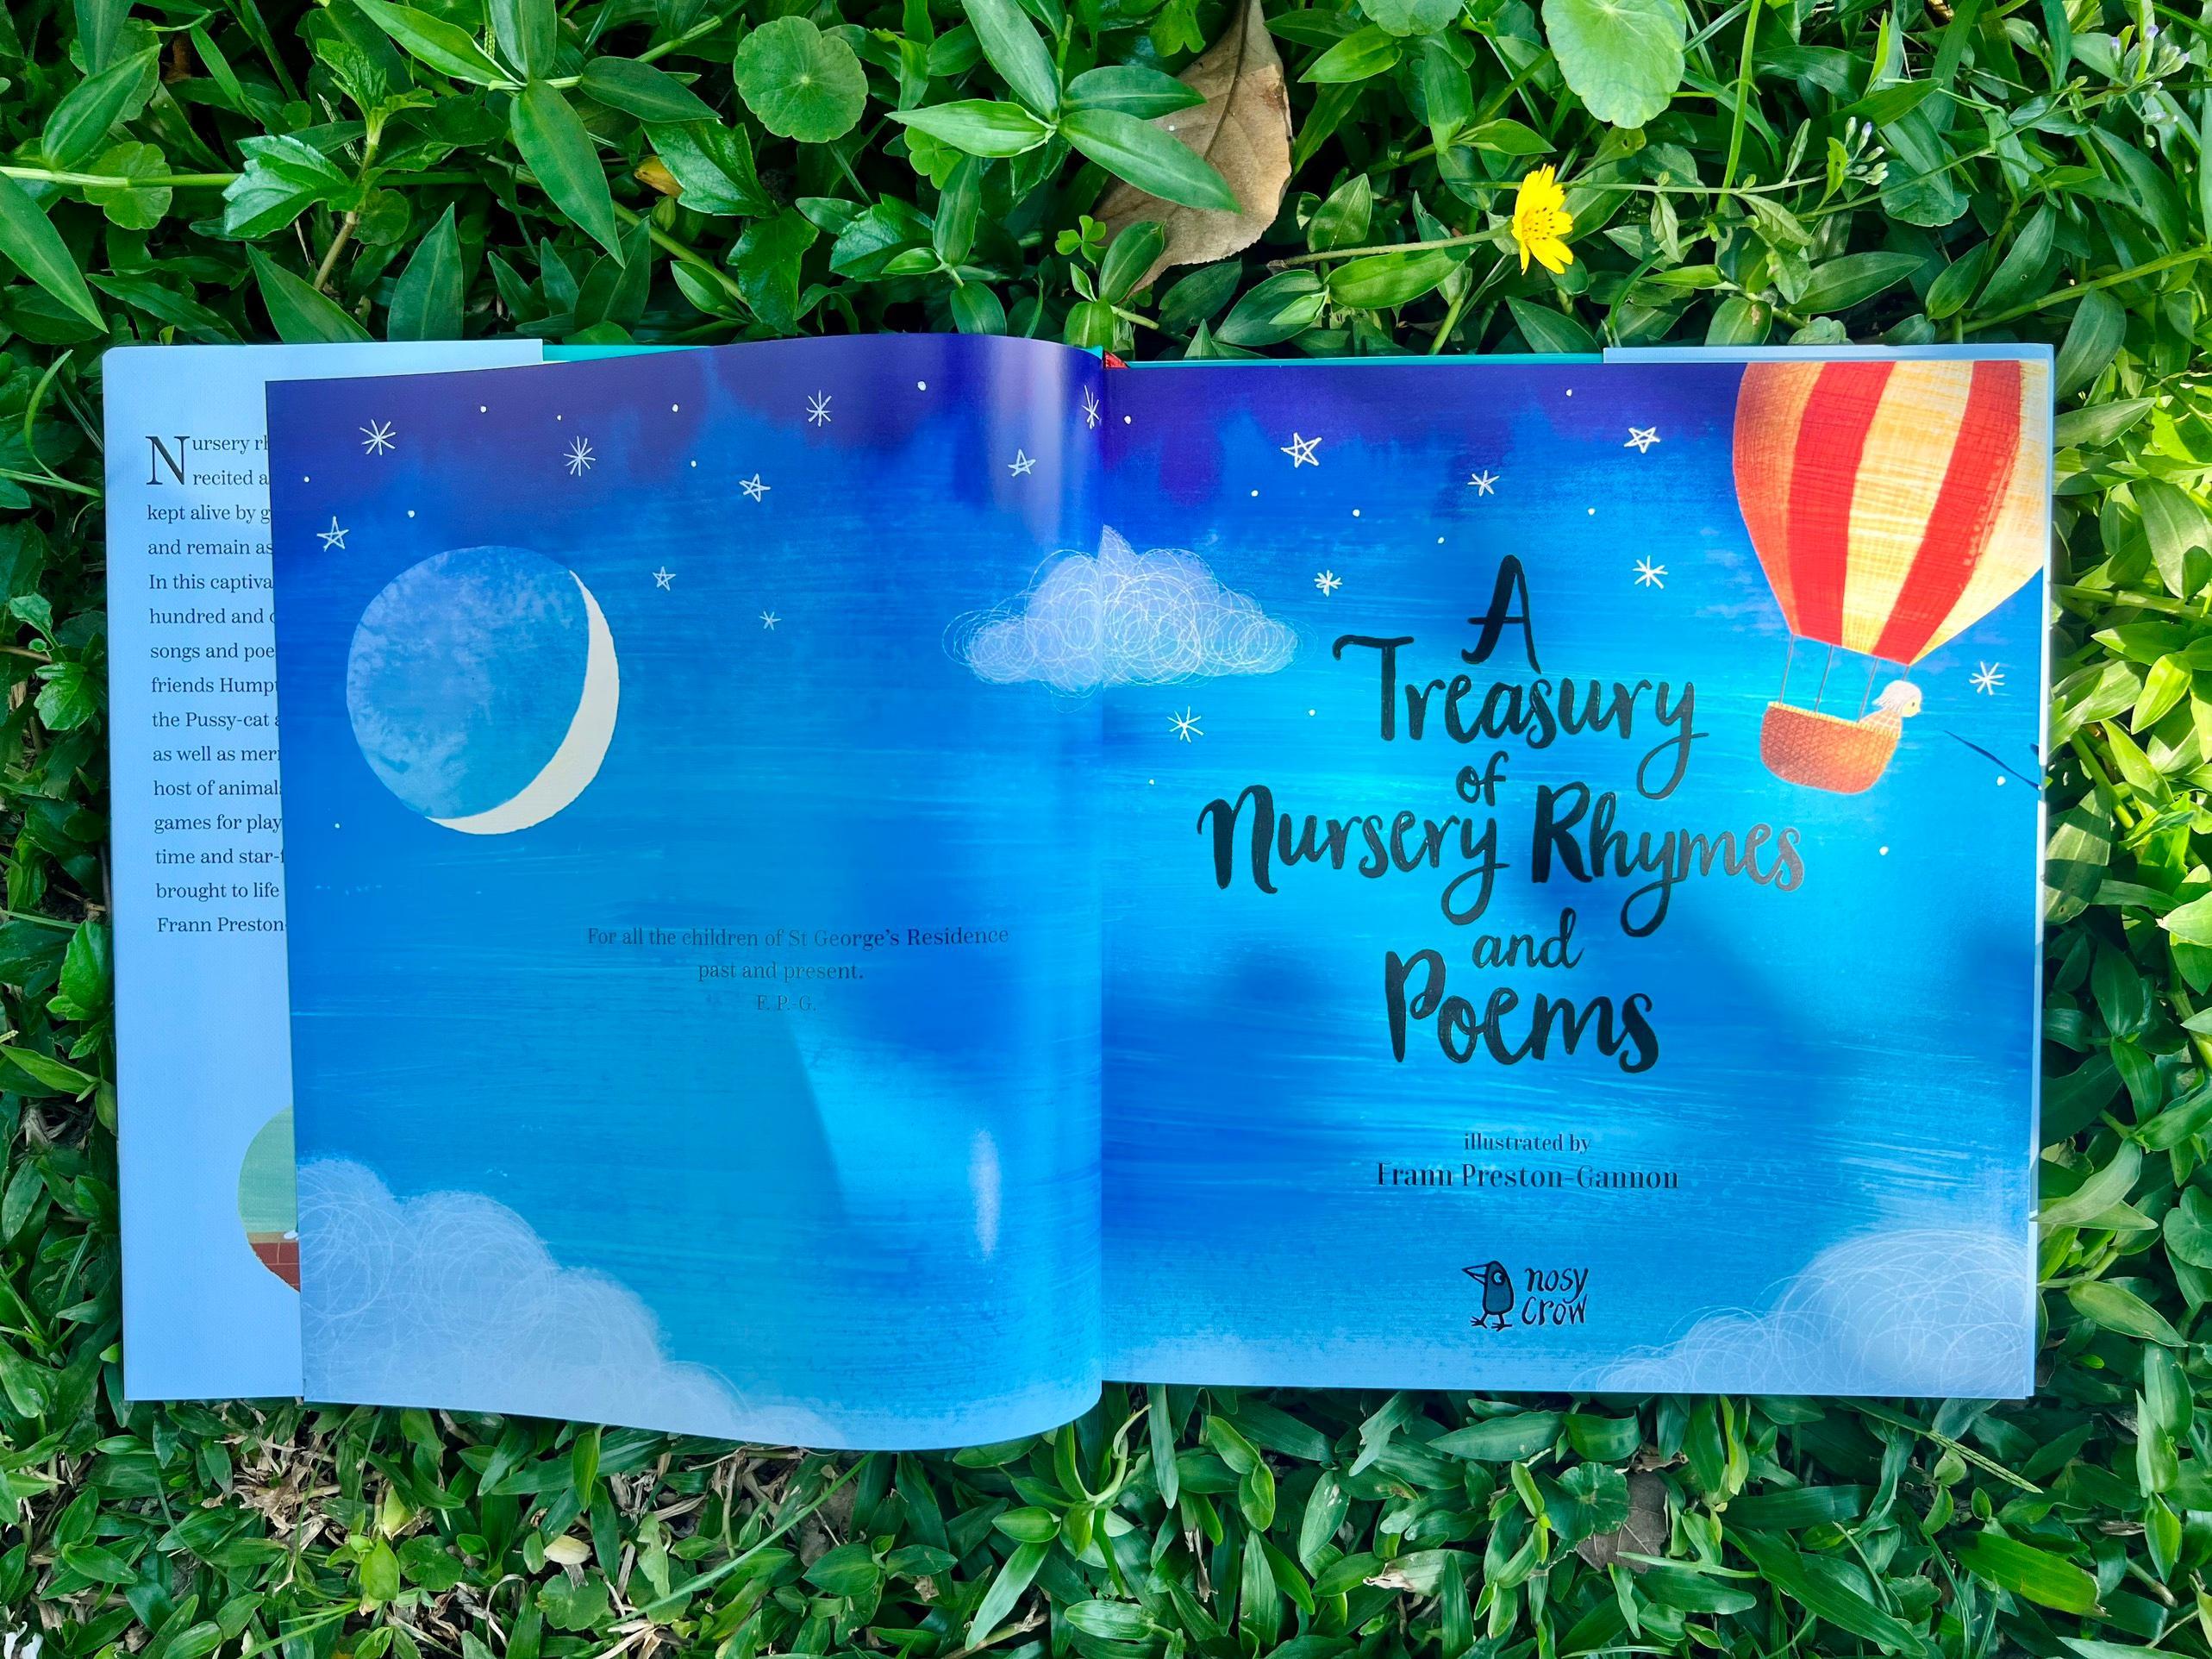 Nursery rh
recited a
kept alive by g
and remain as
In this captiva
hundred and o
songs and poe
friends Hump
the Pussy-cat a
as well as mer
host of animal
games for play
time and star-
brought to life
Frann Preston-
For all the children of St George's Residence
past and present.
F. P.-G.
A
Treasury
of
Nursery Rhymes
and
Poems
illustrated by
Frann Preston-Gannon
nosy
crow